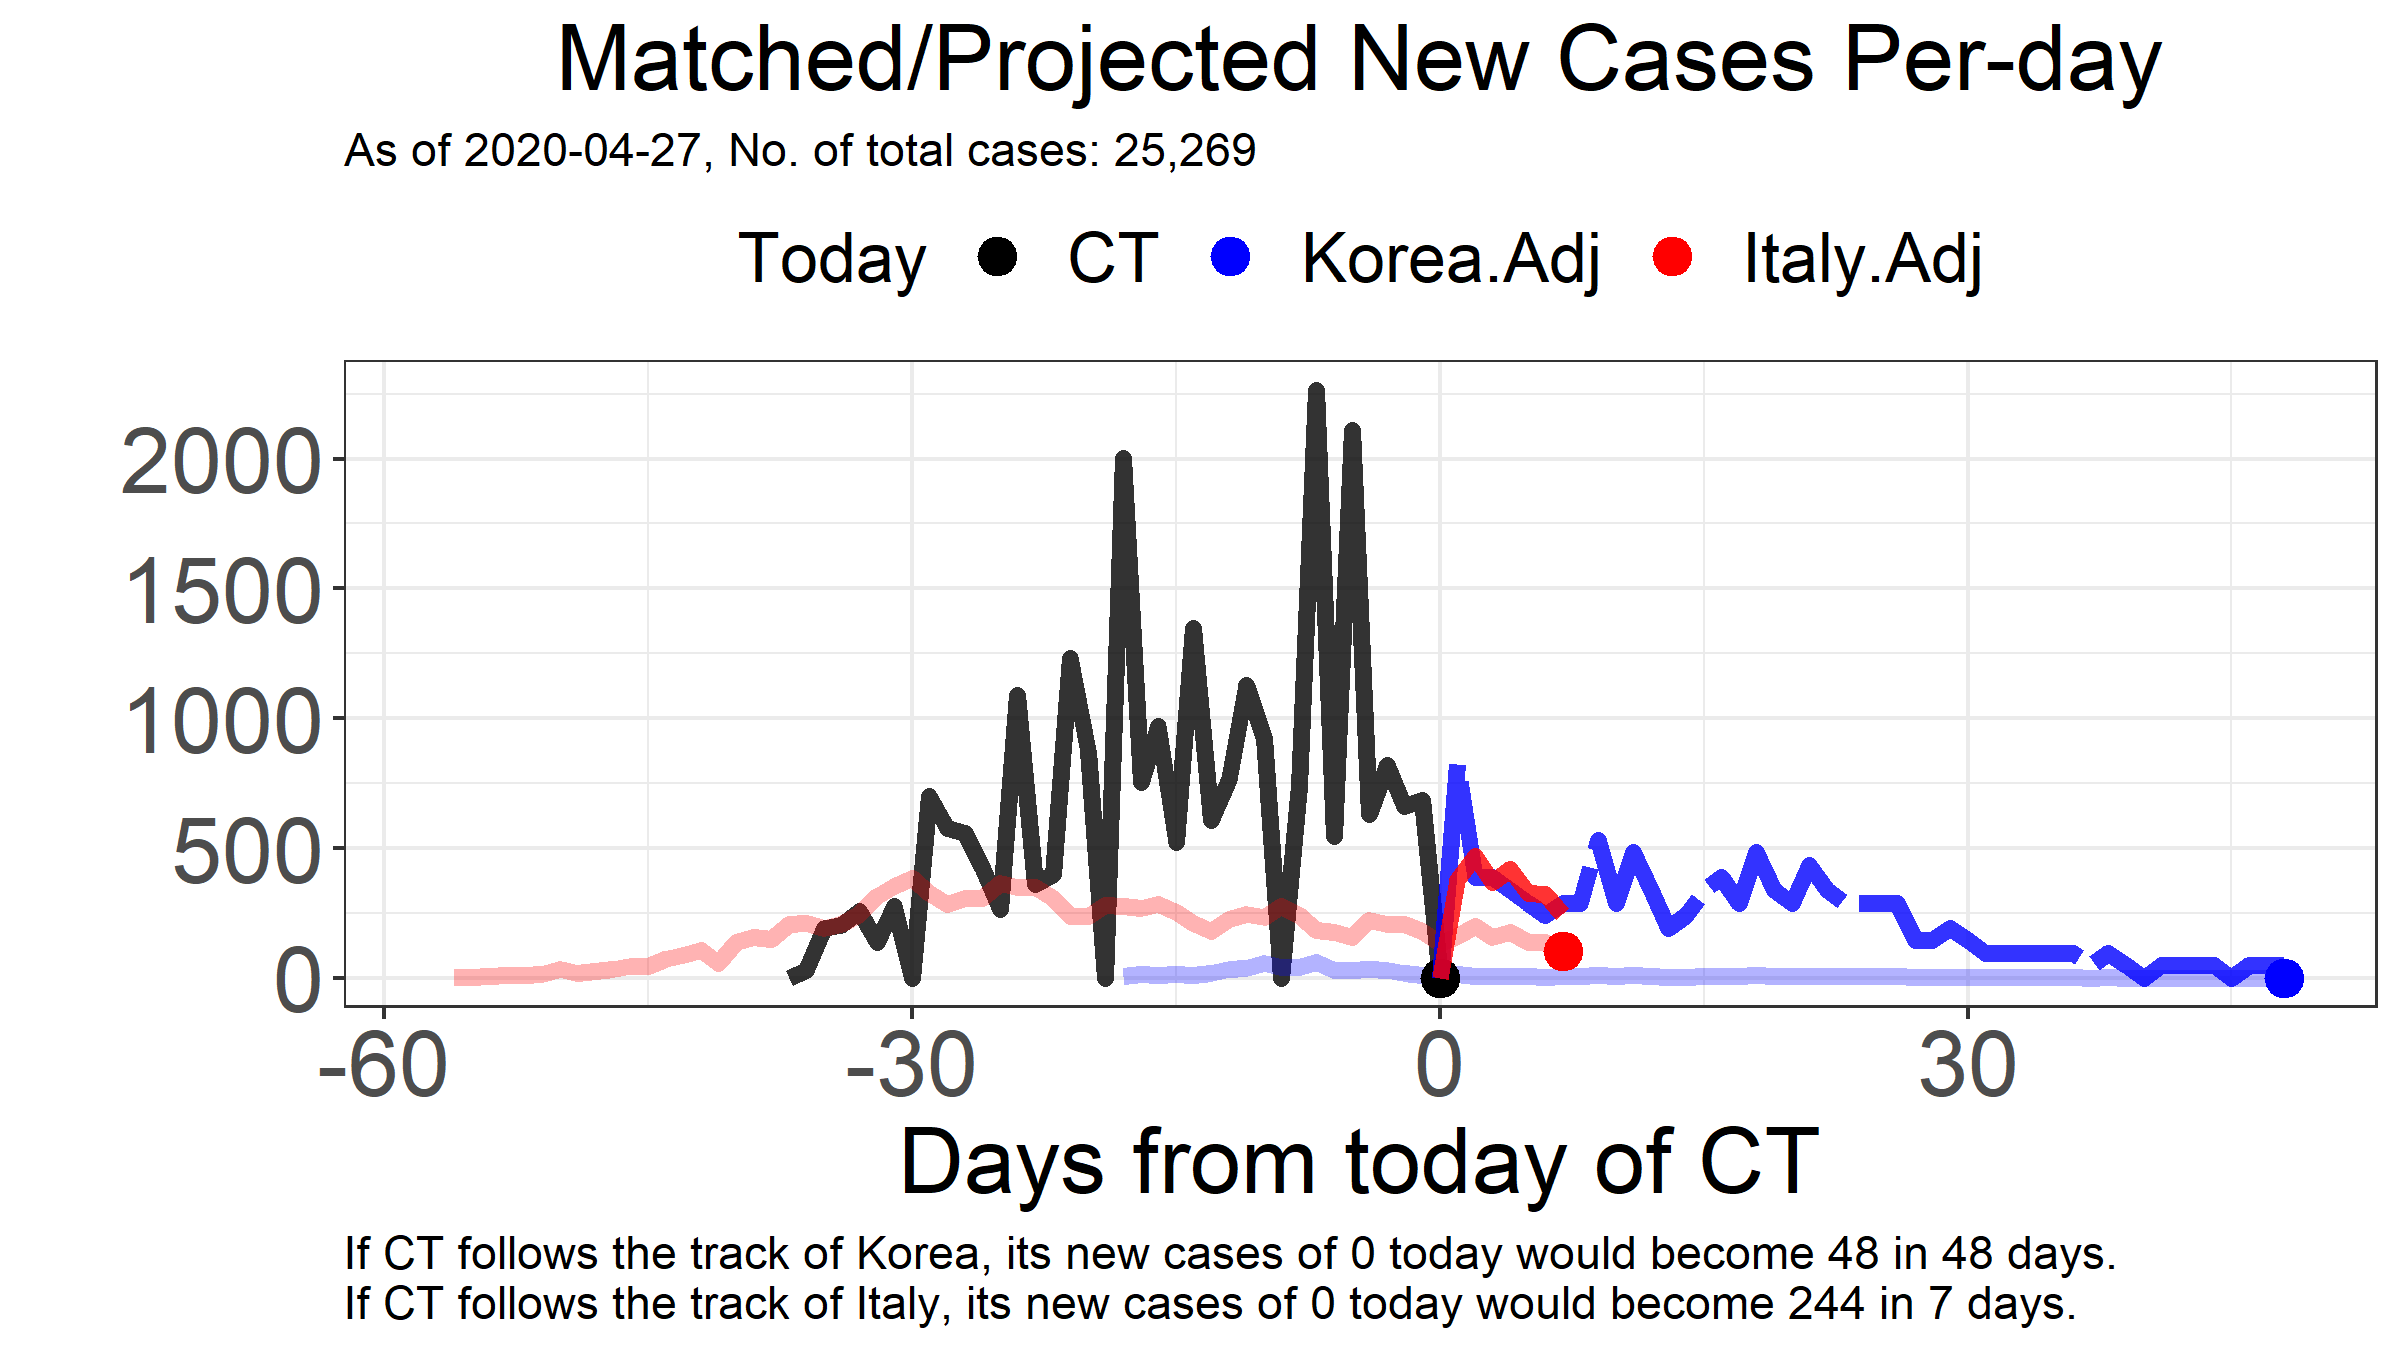 Matched/Projected New Cases Per-day
As of 2020-04-27, No. of total cases: 25,269
Today CT Korea.Adj Italy.Adj
2000
1500
1000
500
0
-60 -30 0 30
Days from today of CT
If CT follows the track of Korea, its new cases of 0 today would become 48 in 48 days.
If CT follows the track of Italy, its new cases of 0 today would become 244 in 7 days.